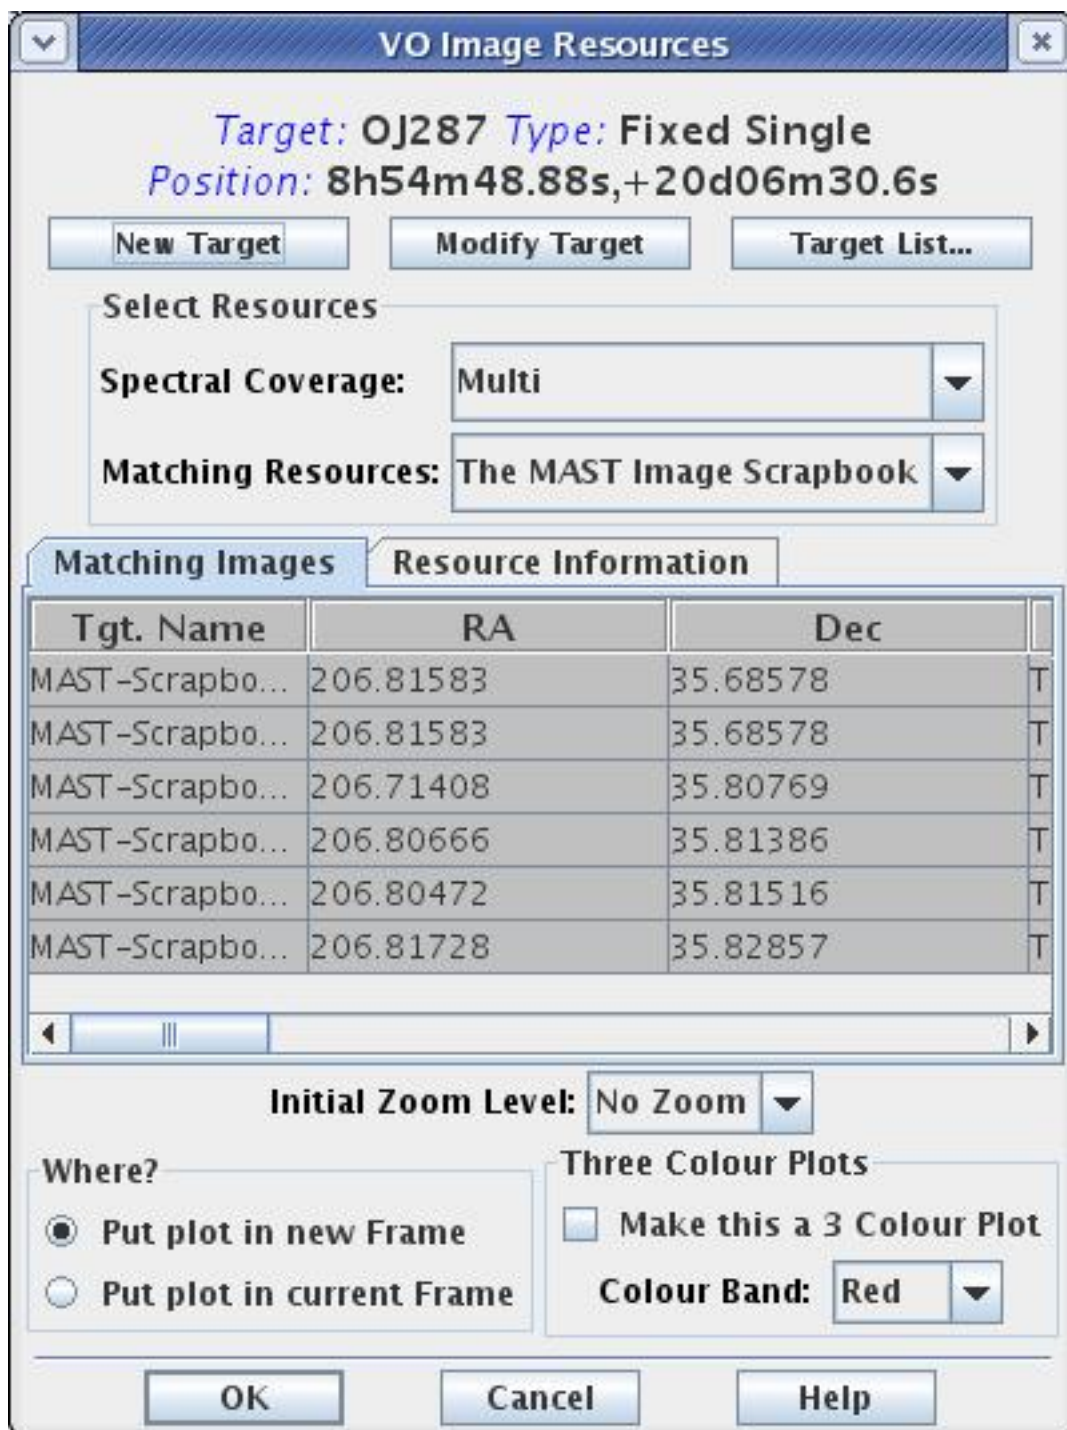 VO Image Resources
Target: OJ287 Type: Fixed Single
Position: 8h54m48.88s,+20d06m30.6s
New Target Modify Target Target List...
Select Resources
Spectral Coverage: Multi
Matching Resources: The MAST Image Scrapbook
Matching Images Resource Information
Tgt. Name RA Dec
MAST-Scrapbo... 206.81583 35.68578 T
MAST-Scrapbo... 206.81583 35.68578 T
MAST-Scrapbo... 206.71408 35.80769 T
MAST-Scrapbo... 206.80666 35.81386 T
MAST-Scrapbo... 206.80472 35.81516 T
MAST-Scrapbo... 206.81728 35.82857 T
Initial Zoom Level: No Zoom
Where?
Put plot in new Frame
Put plot in current Frame
Three Colour Plots
Make this a 3 Colour Plot
Colour Band: Red
OK Cancel Help